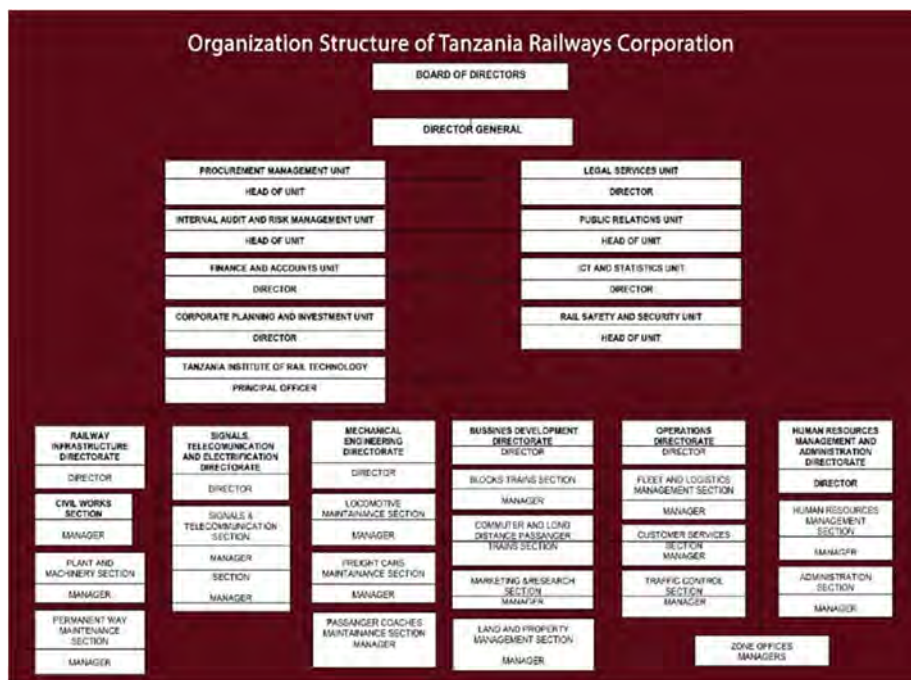 Organization Structure of Tanzania Railways Corporation
BOARD OF DIRECTORS
DIRECTOR GENERAL
PROCUREMENT MANAGEMENT UNIT
HEAD OF UNIT
INTERNAL AUDIT AND RISK MANAGEMENT UNIT
HEAD OF UNIT
FINANCE AND ACCOUNTS UNIT
DIRECTOR
CORPORATE PLANNING AND INVESTMENT UNIT
DIRECTOR
TANZANIA INSTITUTE OF RAIL TECHNOLOGY
PRINCIPAL OFFICER
LEGAL SERVICES UNIT
DIRECTOR
PUBLIC RELATIONS UNIT
HEAD OF UNIT
ICT AND STATISTICS UNIT
DIRECTOR
RAIL SAFETY AND SECURITY UNIT
HEAD OF UNIT
RAILWAY
INFRASTRUCTURE
DIRECTORATE
DIRECTOR
CIVIL WORKS
SECTION
MANAGER
PLANT AND
MACHINERY SECTION
MANAGER
PERMANENT WAY
MAINTENANCE
SECTION
MANAGER
SIGNALS,
TELECOMMUNICATION
AND ELECTRIFICATION
DIRECTORATE
DIRECTOR
SIGNALS &
TELECOMMUNICATION
SECTION
MANAGER
SECTION
MANAGER
MECHANICAL
ENGINEERING
DIRECTORATE
DIRECTOR
LOCOMOTIVE
MAINTAINANCE SECTION
MANAGER
FREIGHT CARS
MAINTAINANCE SECTION
MANAGER
PASSANGER COACHES
MAINTAINANCE SECTION
MANAGER
BUSSINES DEVELOPMENT
DIRECTORATE
DIRECTOR
BLOCKS TRAINS SECTION
MANAGER
COMMUTER AND LONG
DISTANCE PASSANGER
TRAINS SECTION
MARKETING & RESEARCH
SECTION
MANAGER
LAND AND PROPERTY
MANAGEMENT SECTION
MANAGER
OPERATIONS
DIRECTORATE
DIRECTOR
FLEET AND LOGISTICS
MANAGEMENT SECTION
MANAGER
CUSTOMER SERVICES
SECTION
MANAGER
TRAFFIC CONTROL
SECTION
MANAGER
HUMAN RESOURCES
MANAGEMENT AND
ADMINISTRATION
DIRECTORATE
DIRECTOR
HUMAN RESOURCES
MANAGEMENT
SECTION
MANAGER
ADMINISTRATION
SECTION
MANAGER
ZONE OFFICES
MANAGERS